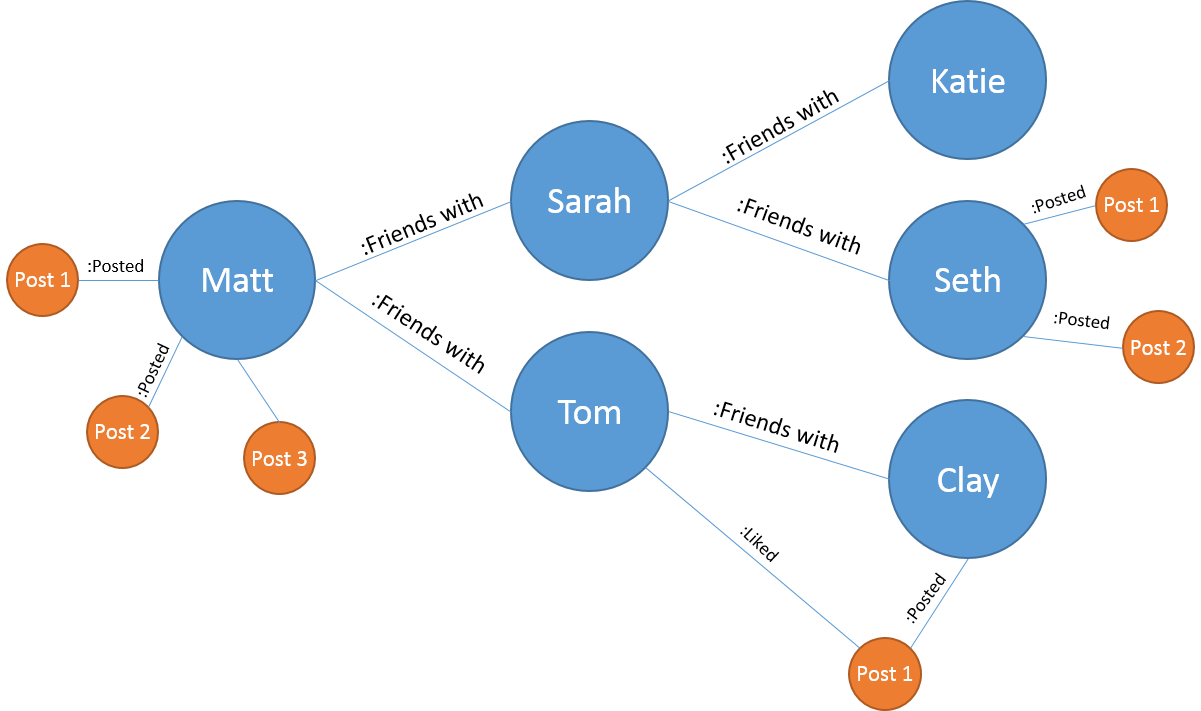 Katie
:Friends with
Sarah
:Friends with
:Posted
Post 1
:Friends with
Seth
:Posted
Post 2
Matt
:Posted
Post 1
:Posted
Post 2
Post 3
:Friends with
Tom
:Friends with
Clay
:Liked
:Posted
Post 1